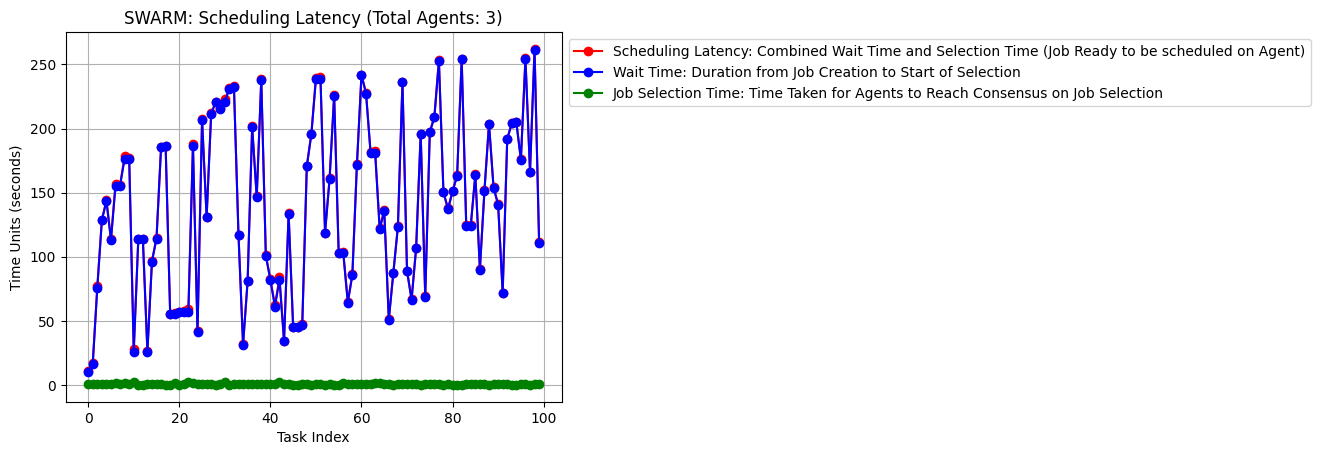 SWARM: Scheduling Latency (Total Agents: 3)
Scheduling Latency: Combined Wait Time and Selection Time (Job Ready to be scheduled on Agent)
Wait Time: Duration from Job Creation to Start of Selection
Job Selection Time: Time Taken for Agents to Reach Consensus on Job Selection
Time Units (seconds)
250
200
150
100
50
0
0 20 40 60 80 100
Task Index